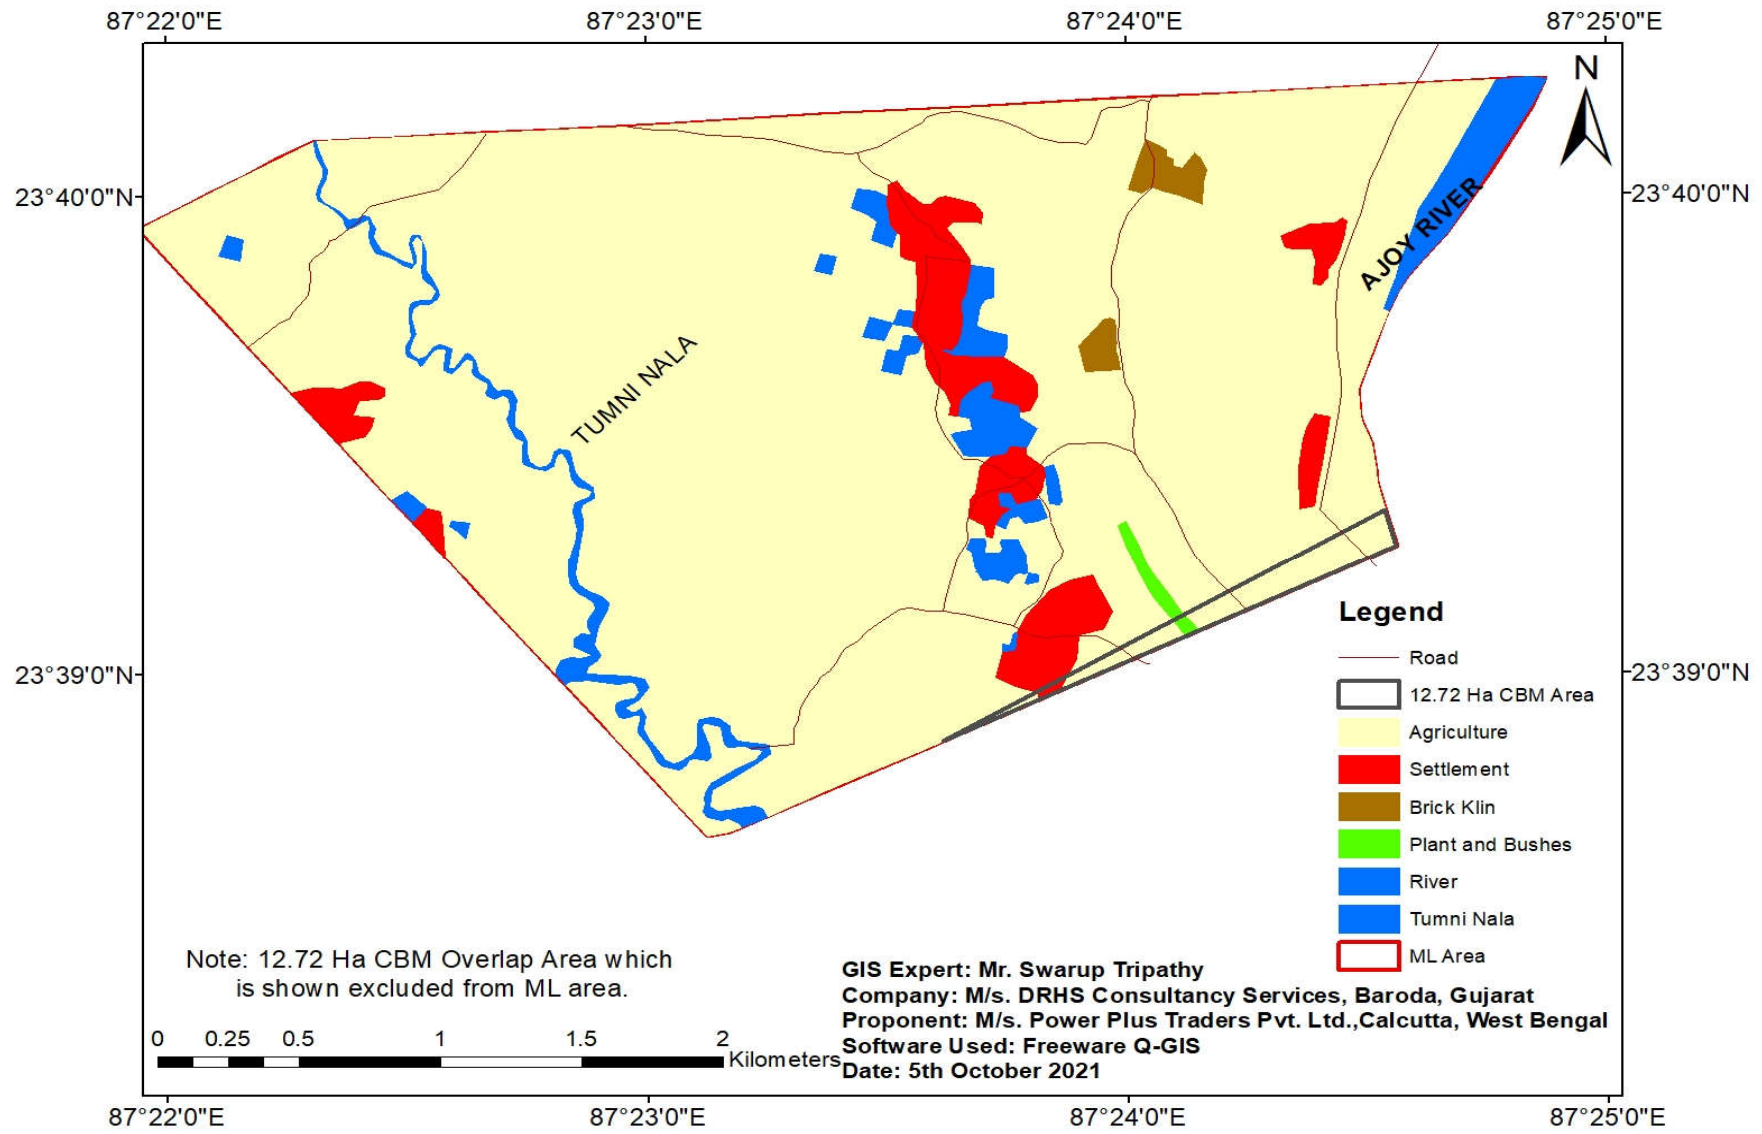 87°22'0"E 87°23'0"E 87°24'0"E 87°25'0"E
N
23°40'0"N 23°40'0"N
AJOY RIVER
TUMNI NALA
23°39'0"N 23°39'0"N
Legend
Road
12.72 Ha CBM Area
Agriculture
Settlement
Brick Klin
Plant and Bushes
River
Tumni Nala
ML Area
Note: 12.72 Ha CBM Overlap Area which
is shown excluded from ML area.
0 0.25 0.5 1 1.5 2
Kilometers
GIS Expert: Mr. Swarup Tripathy
Company: M/s. DRHS Consultancy Services, Baroda, Gujarat
Proponent: M/s. Power Plus Traders Pvt. Ltd.,Calcutta, West Bengal
Software Used: Freeware Q-GIS
Date: 5th October 2021
87°22'0"E 87°23'0"E 87°24'0"E 87°25'0"E